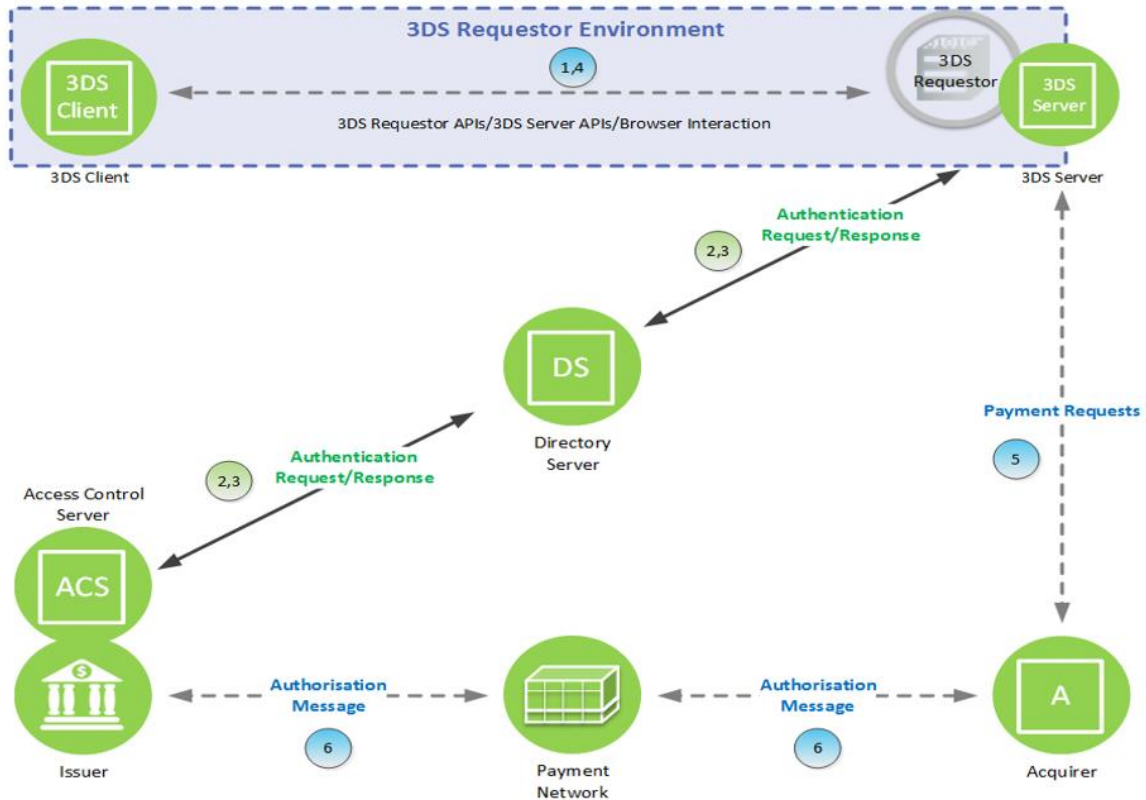 3DS Requestor Environment
3DS
Client
1,4
3DS
Requestor
3DS
Server
3DS Requestor APIs/3DS Server APIs/Browser Interaction
3DS Client
3DS Server
Authentication
Request/Response
2,3
DS
Directory
Server
Payment Requests
5
Authentication
Request/Response
2,3
Access Control
Server
ACS
$
Issuer
Authorisation
Message
6
Payment
Network
Authorisation
Message
6
A
Acquirer